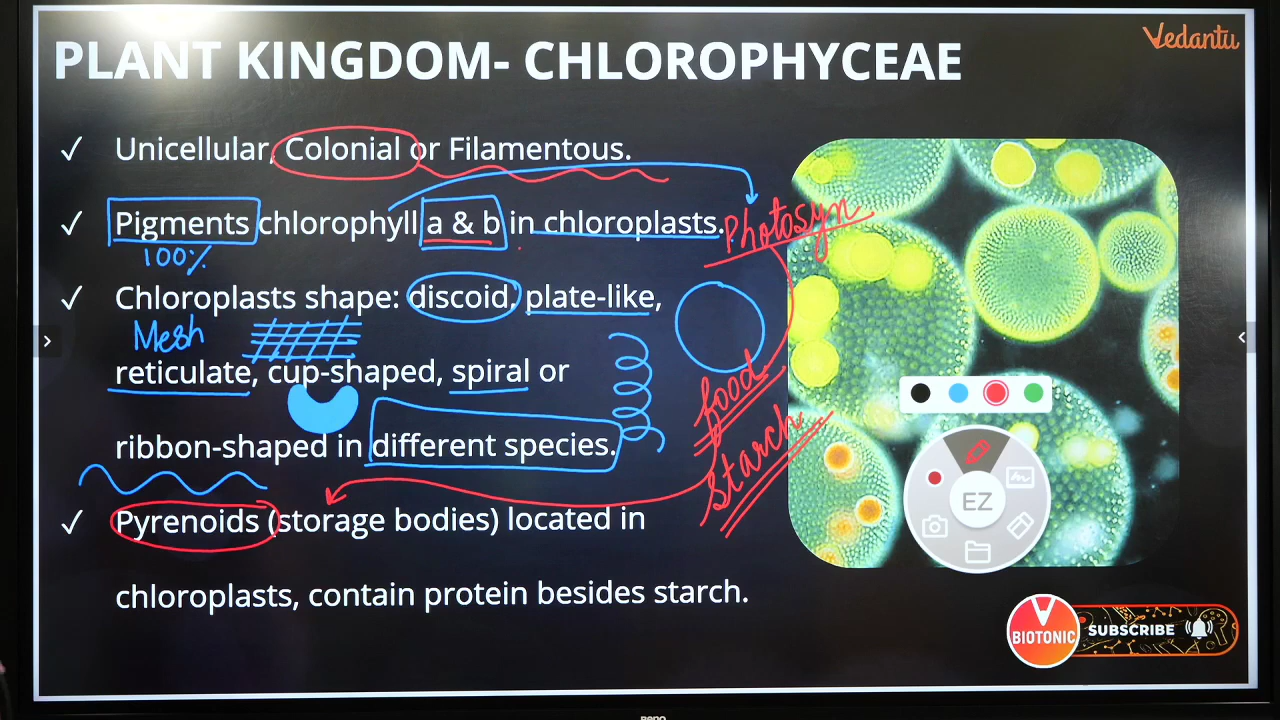 Vedantu
PLANT KINGDOM- CHLOROPHYCEAE
✓ Unicellular, Colonial or Filamentous.
✓ Pigments chlorophyll a & b in chloroplasts.
Photosyn
100%
✓ Chloroplasts shape: discoid, plate-like,
Mesh
reticulate, cup-shaped, spiral or
food
ribbon-shaped in different species.
starch
✓ Pyrenoids (storage bodies) located in
chloroplasts, contain protein besides starch.
EZ
BIOTONIC
SUBSCRIBE
BenQ